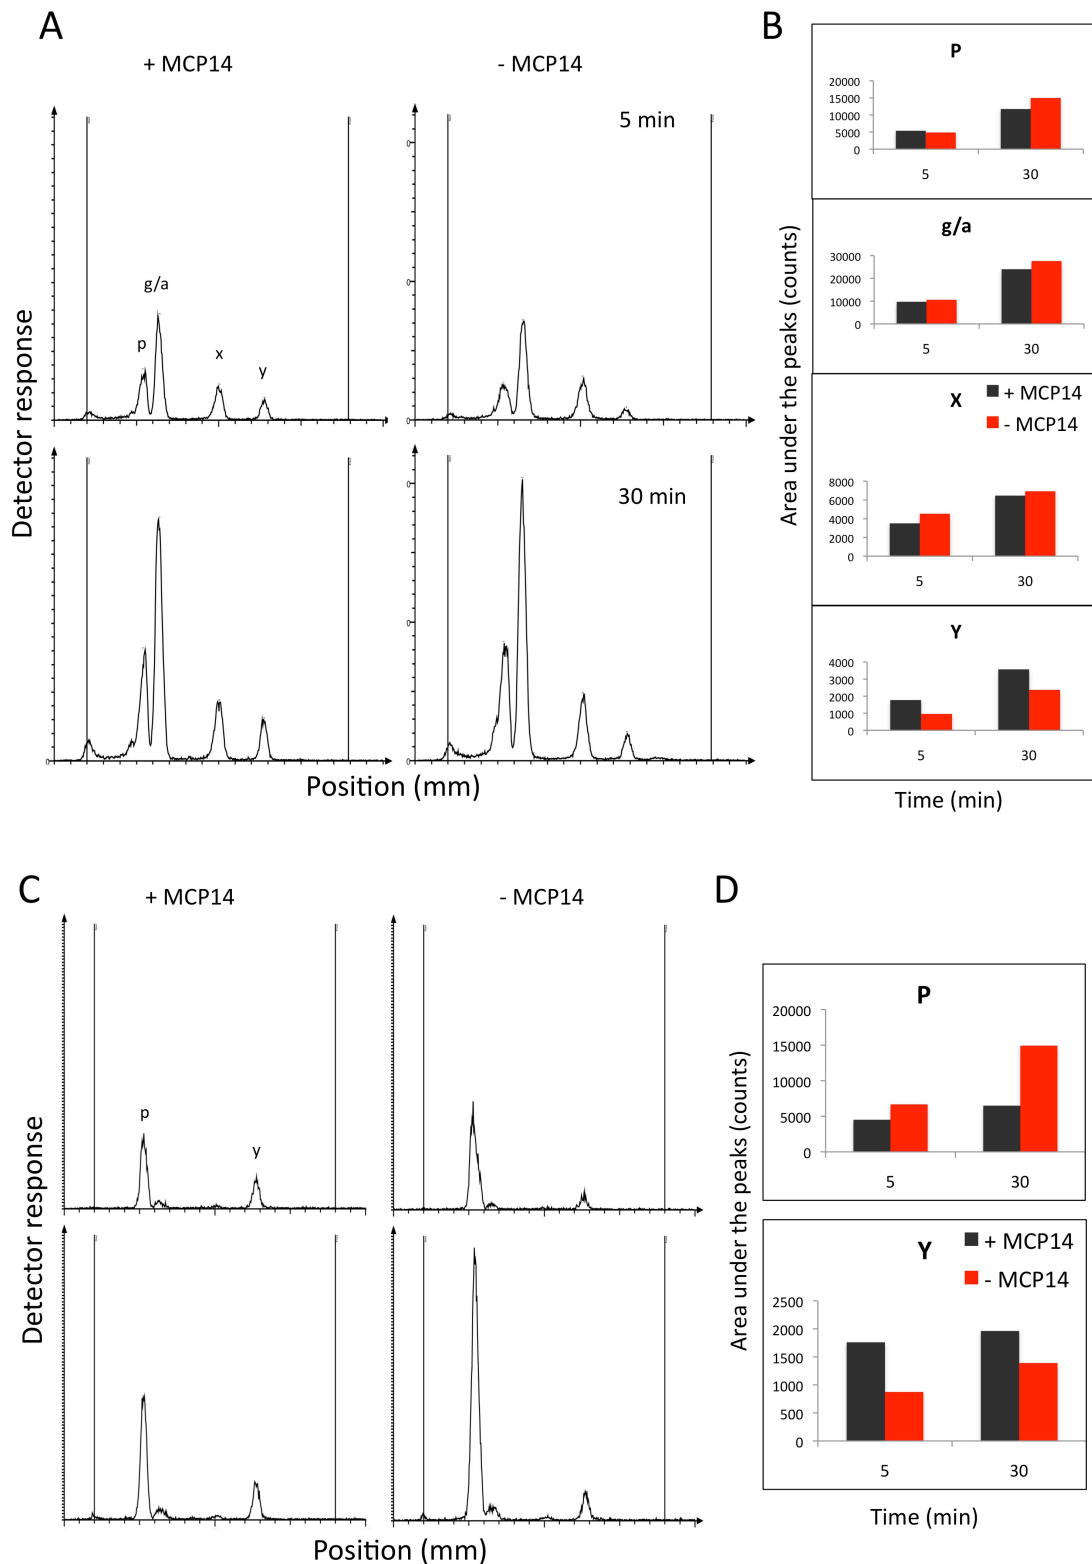 A
+ MCP14
- MCP14
5 min
g/a
p
x
y
30 min
Detector response
Position (mm)
B
P
20000
15000
10000
5000
0
5
30
g/a
30000
20000
10000
0
5
30
X
+ MCP14
- MCP14
8000
6000
4000
2000
0
5
30
Y
4000
3000
2000
1000
0
5
30
Area under the peaks (counts)
Time (min)
C
+ MCP14
- MCP14
p
y
Detector response
Position (mm)
D
P
20000
15000
10000
5000
0
5
30
Y
+ MCP14
- MCP14
2500
2000
1500
1000
500
0
5
30
Area under the peaks (counts)
Time (min)